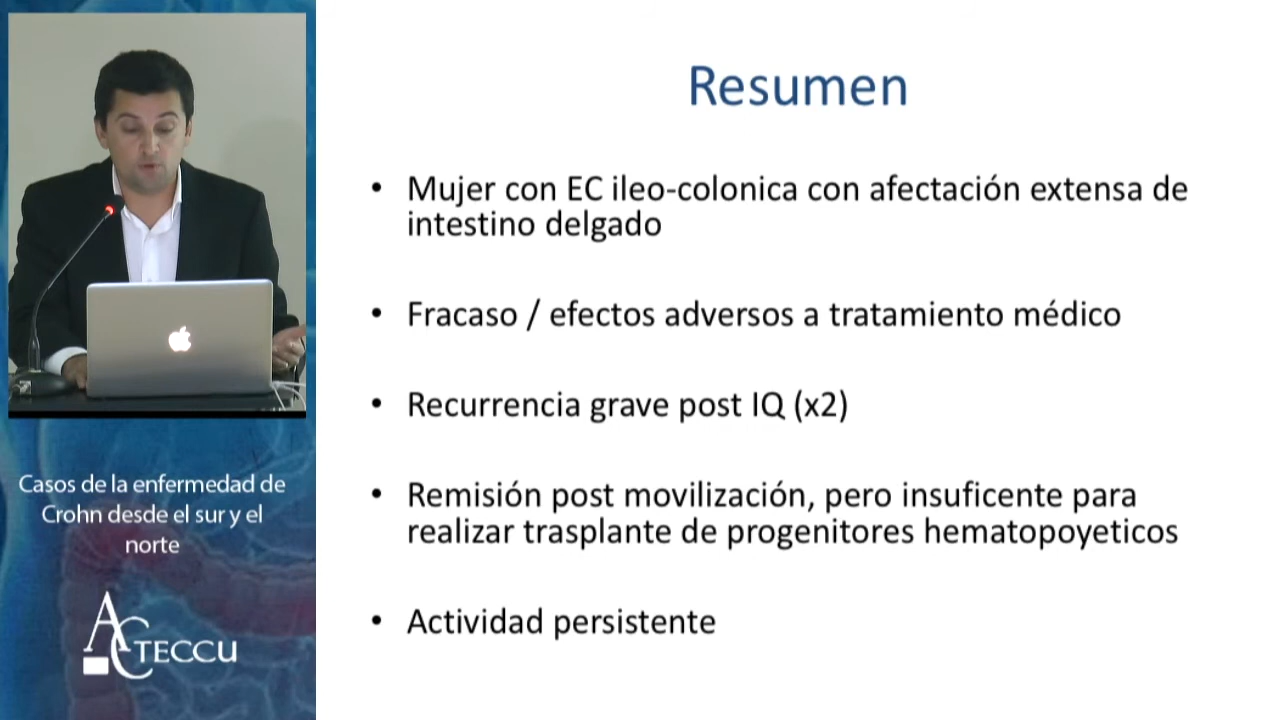 Resumen
• Mujer con EC ileo-colonica con afectación extensa de
intestino delgado
• Fracaso / efectos adversos a tratamiento médico
• Recurrencia grave post IQ (x2)
• Remisión post movilización, pero insuficente para
realizar trasplante de progenitores hematopoyeticos
• Actividad persistente
Casos de la enfermedad de
Crohn desde el sur y el
norte
ACTECCU